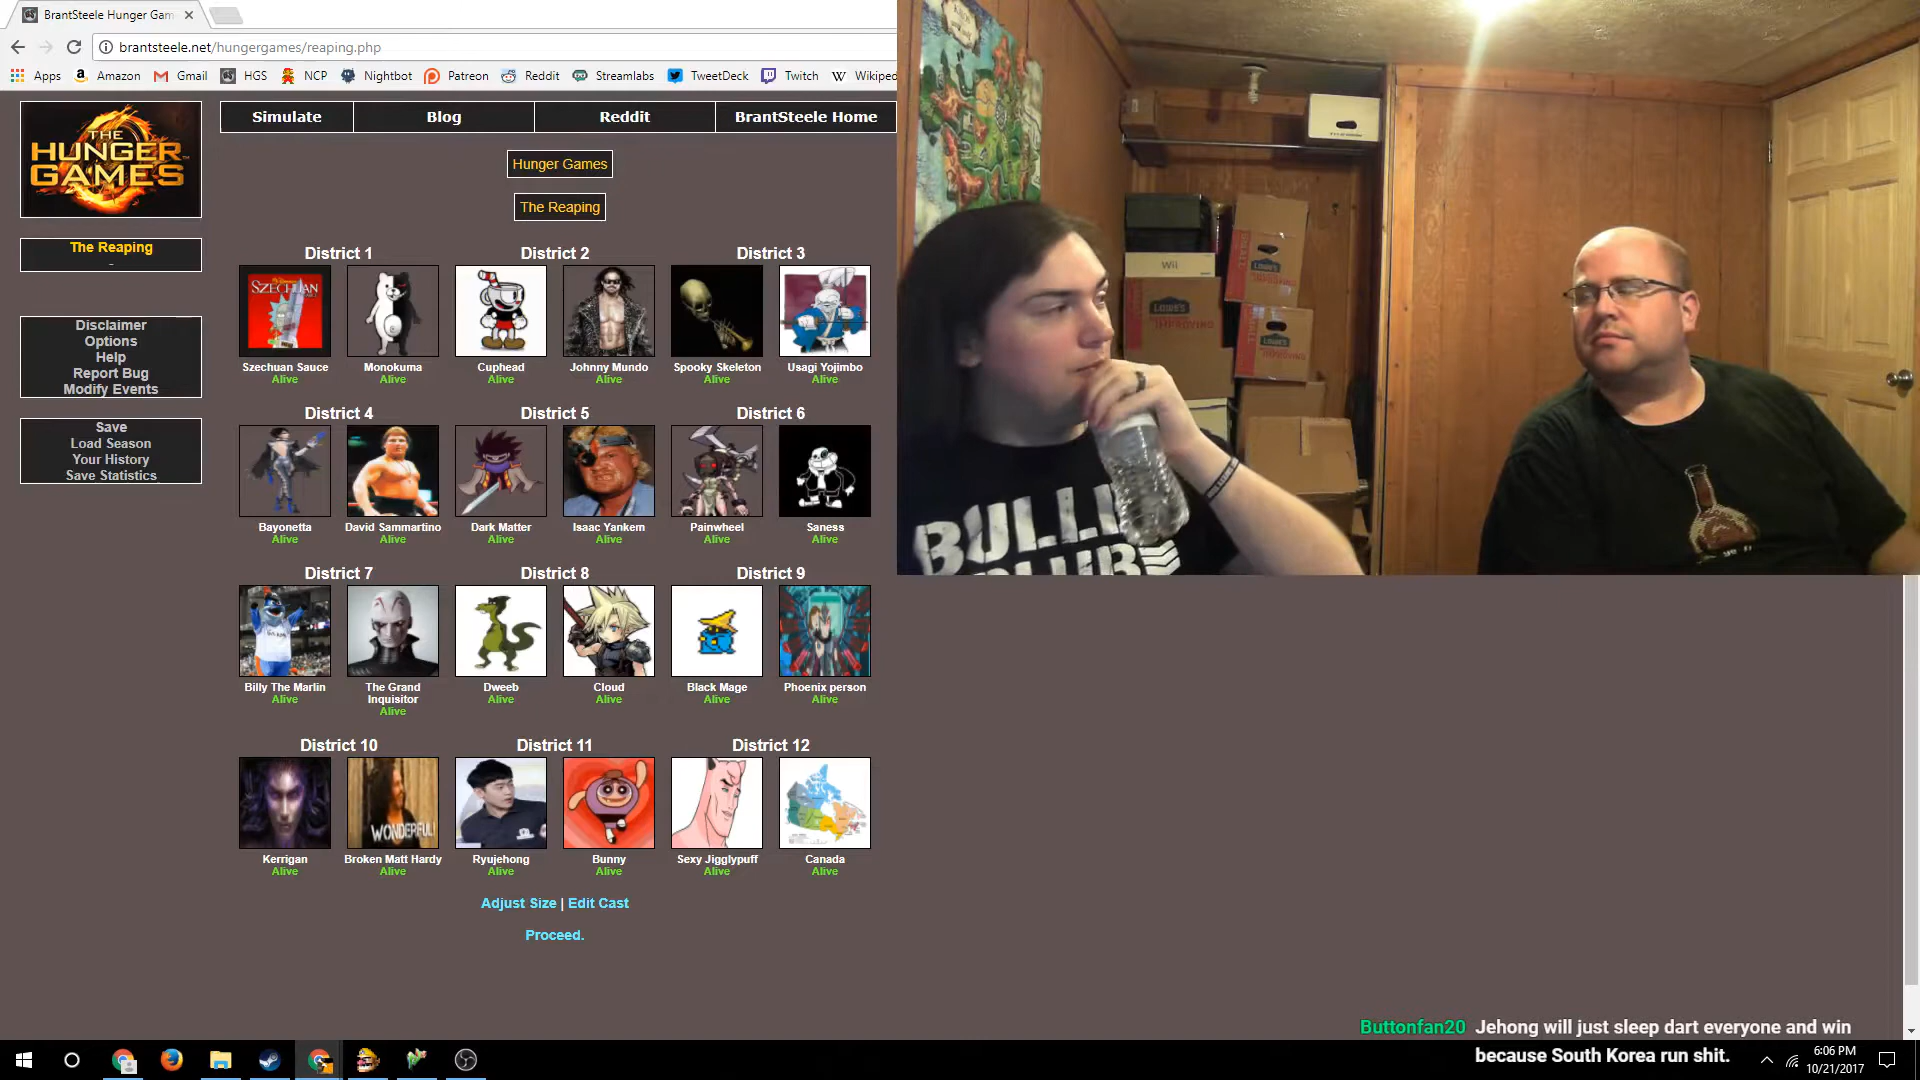 BrantSteele Hunger Gam
brantsteele.net/hungergames/reaping.php
Apps Amazon Gmail HGS NCP Nightbot Patreon Reddit Streamlabs TweetDeck Twitch Wikiped
THE HUNGER GAMES
Simulate Blog Reddit BrantSteele Home
Hunger Games
The Reaping
The Reaping
-
Disclaimer
Options
Help
Report Bug
Modify Events
Save
Load Season
Your History
Save Statistics
District 1 District 2 District 3
SZECHUAN
Szechuan Sauce Monokuma Cuphead Johnny Mundo Spooky Skeleton Usagi Yojimbo
Alive Alive Alive Alive Alive Alive
District 4 District 5 District 6
Bayonetta David Sammartino Dark Matter Isaac Yankem Painwheel Saness
Alive Alive Alive Alive Alive Alive
District 7 District 8 District 9
Billy The Marlin The Grand Inquisitor Dweeb Cloud Black Mage Phoenix person
Alive Alive Alive Alive Alive Alive
District 10 District 11 District 12
WONDERFUL!
Kerrigan Broken Matt Hardy Ryujehong Bunny Sexy Jigglypuff Canada
Alive Alive Alive Alive Alive Alive
Adjust Size | Edit Cast
Proceed.
Wii
LOWE'S
LOWE'S
LOWE'S
BULL
Buttonfan20 Jehong will just sleep dart everyone and win
because South Korea run shit.
6:06 PM
10/21/2017